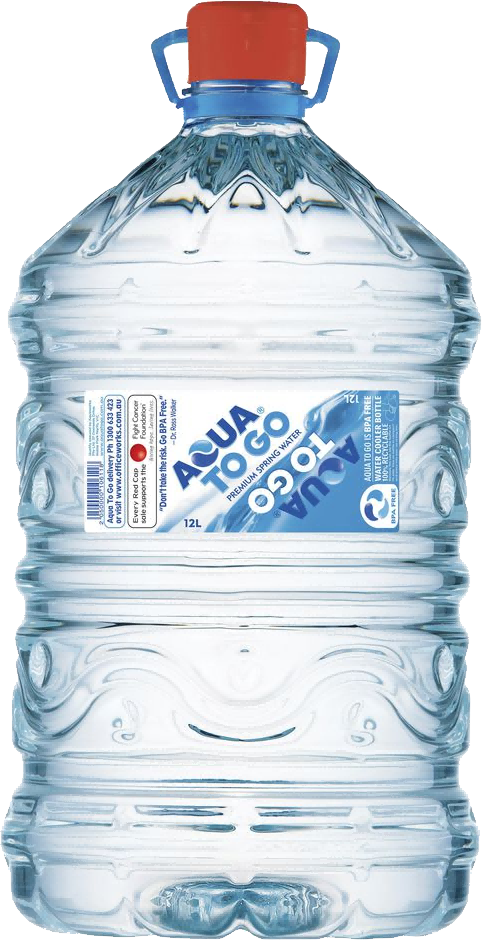 Aqua To Go delivery Ph 1300 633 423
or visit www.officeworks.com.au
Every Red Cap
sale supports the
Fight Cancer
Foundation
"Don't take the risk. Go BPA Free."
– Dr. Ross Walker
AQUA
TO GO®
PREMIUM SPRING WATER
12L
AQUA
TO GO
12L
AQUA TO GO IS BPA FREE
WATER COOLER BOTTLE
100% RECYCLABLE
BPA FREE